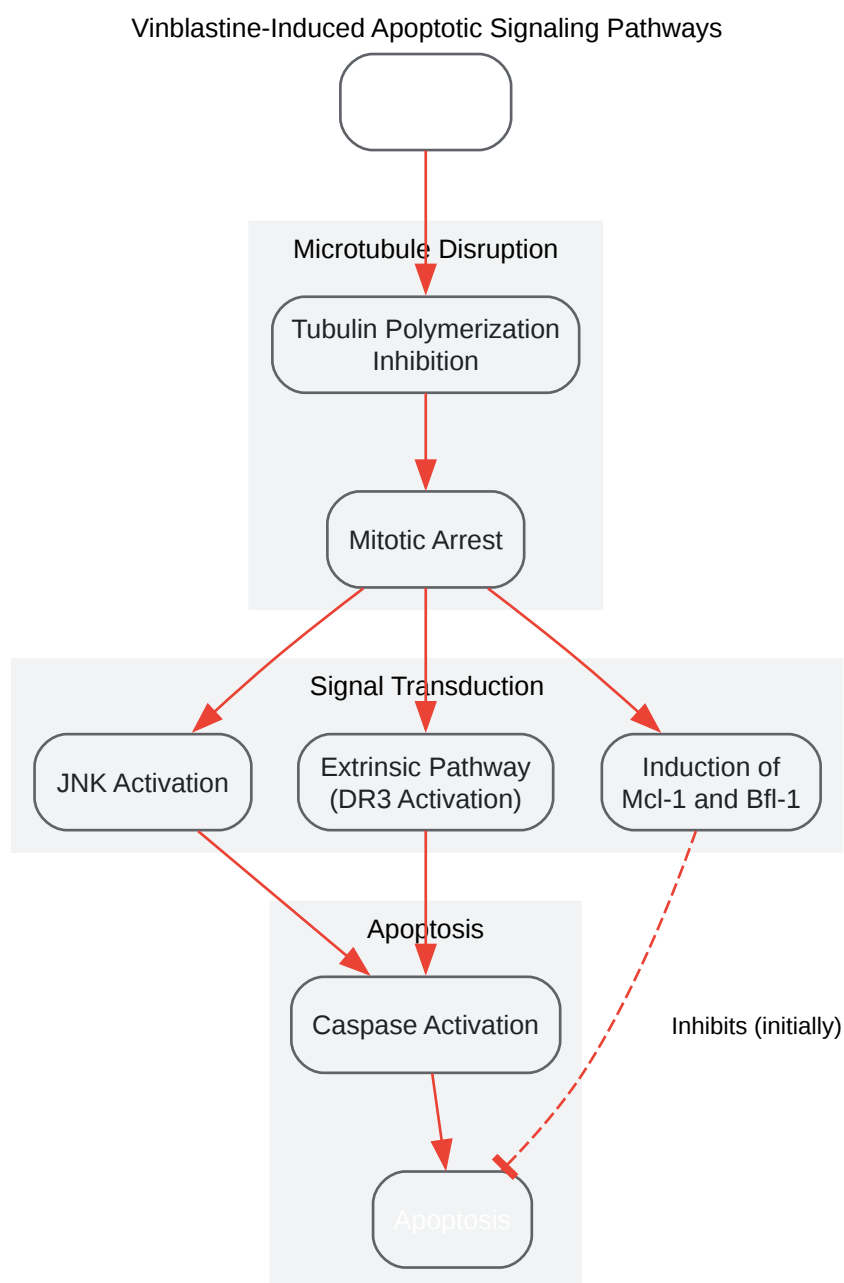 Vinblastine-Induced Apoptotic Signaling Pathways
Microtubule Disruption
Tubulin Polymerization
Inhibition
Mitotic Arrest
Signal Transduction
JNK Activation
Extrinsic Pathway
(DR3 Activation)
Induction of
Mcl-1 and Bfl-1
Apoptosis
Caspase Activation
Inhibits (initially)
Apoptosis